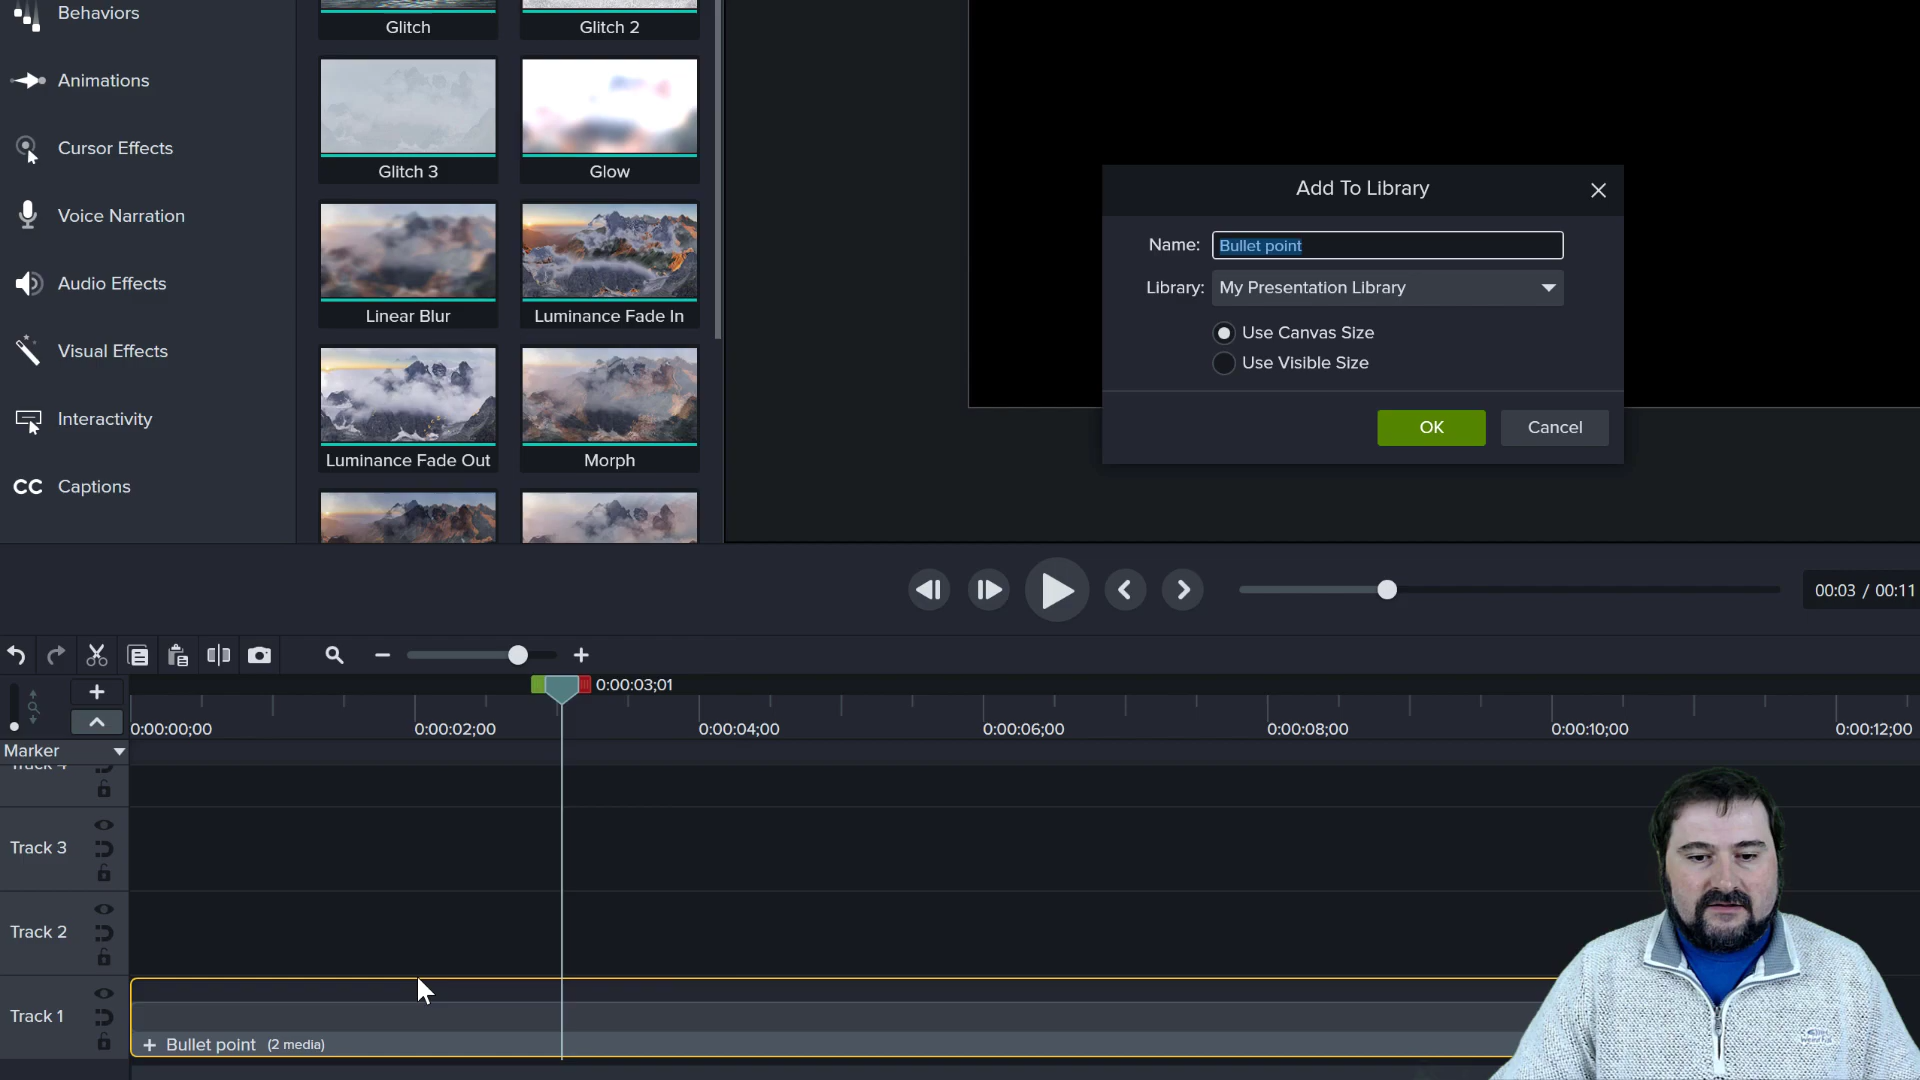 Behaviors
Animations
Cursor Effects
Voice Narration
Audio Effects
Visual Effects
Interactivity
CC Captions
Glitch
Glitch 2
Glitch 3
Glow
Linear Blur
Luminance Fade In
Luminance Fade Out
Morph
Add To Library
Name: Bullet point
Library: My Presentation Library
Use Canvas Size
Use Visible Size
OK
Cancel
00:03 / 00:11
0:00:03;01
0:00:00;00
0:00:02;00
0:00:04;00
0:00:06;00
0:00:08;00
0:00:10;00
0:00:12;00
Marker
Track 4
Track 3
Track 2
Track 1
+ Bullet point (2 media)